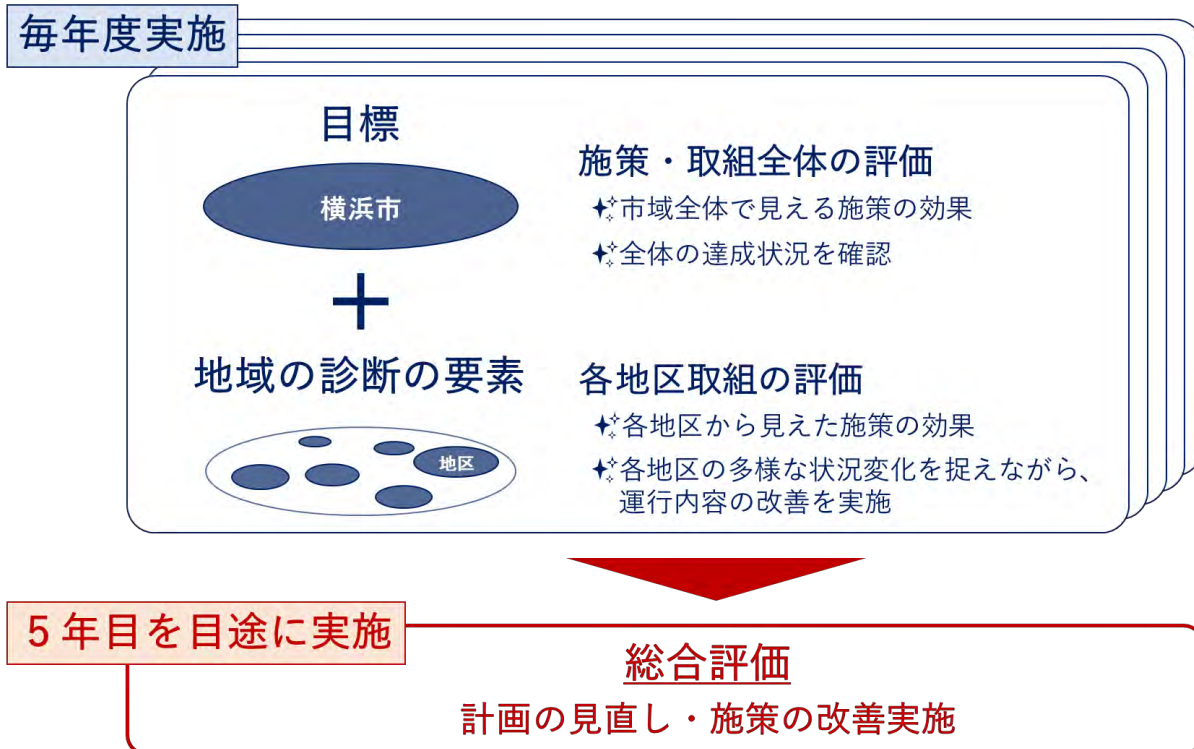 毎年度実施
目標
横浜市
施策・取組全体の評価
市域全体で見える施策の効果
全体の達成状況を確認
+
地域の診断の要素
地区
各地区取組の評価
各地区から見えた施策の効果
各地区の多様な状況変化を捉えながら、
運行内容の改善を実施
5年目を目途に実施
総合評価
計画の見直し・施策の改善実施